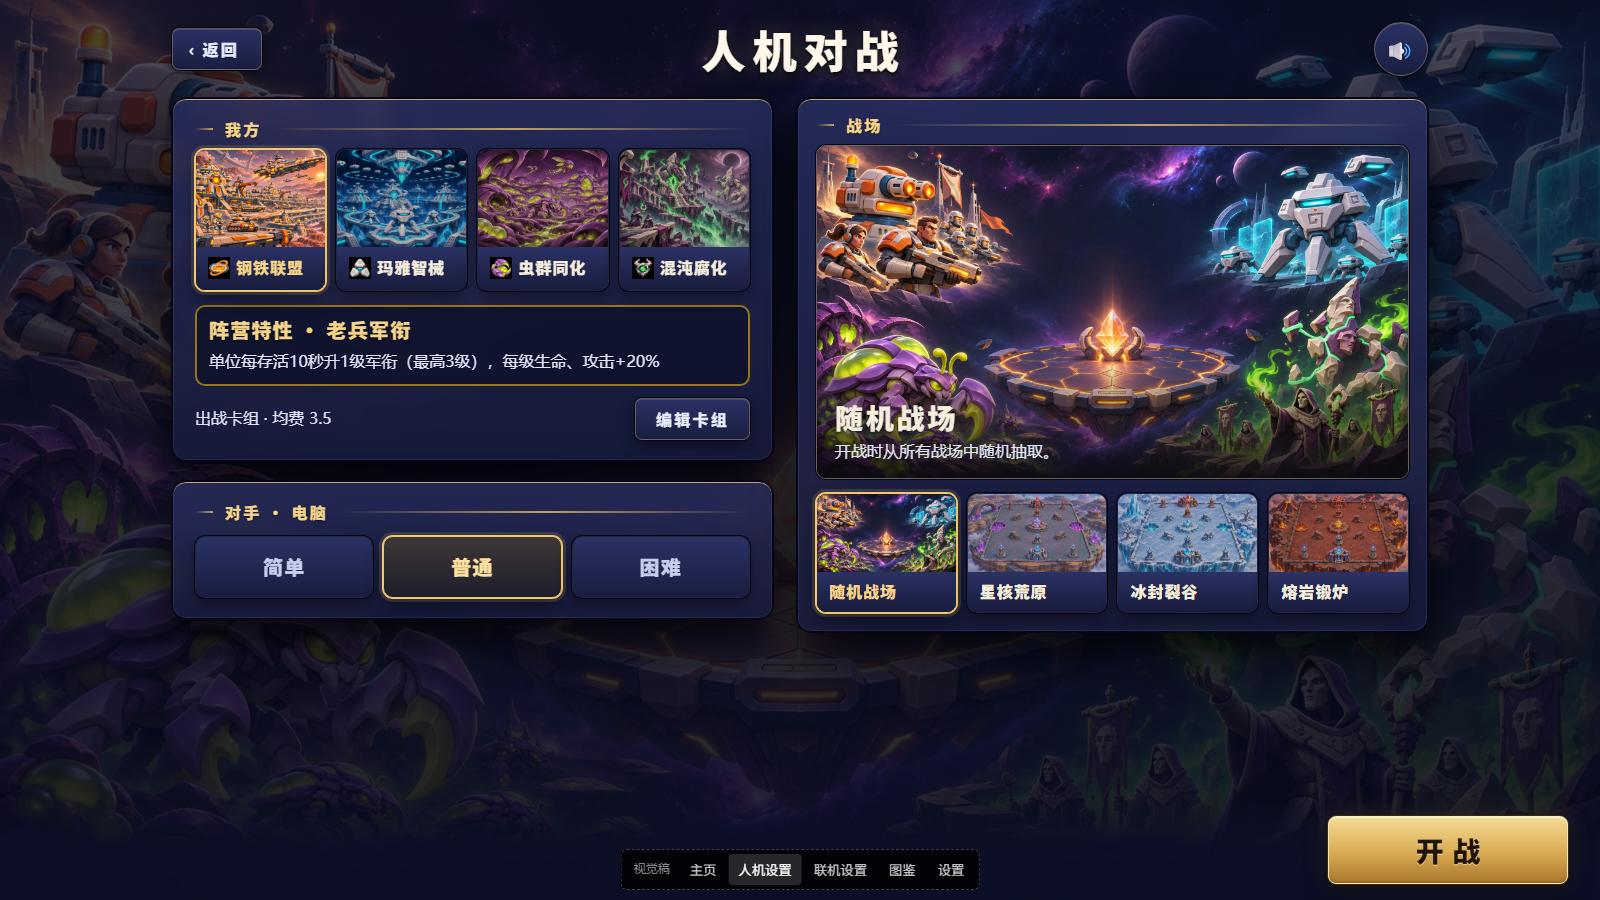 ‹ 返回
人机对战
我方
钢铁联盟
玛雅智械
虫群同化
混沌腐化
阵营特性 • 老兵军衔
单位每存活10秒升1级军衔（最高3级），每级生命、攻击+20%
出战卡组 · 均费 3.5
编辑卡组
对手 • 电脑
简单
普通
困难
战场
随机战场
开战时从所有战场中随机抽取。
随机战场
星核荒原
冰封裂谷
熔岩锻炉
开战
视觉稿
主页
人机设置
联机设置
图鉴
设置